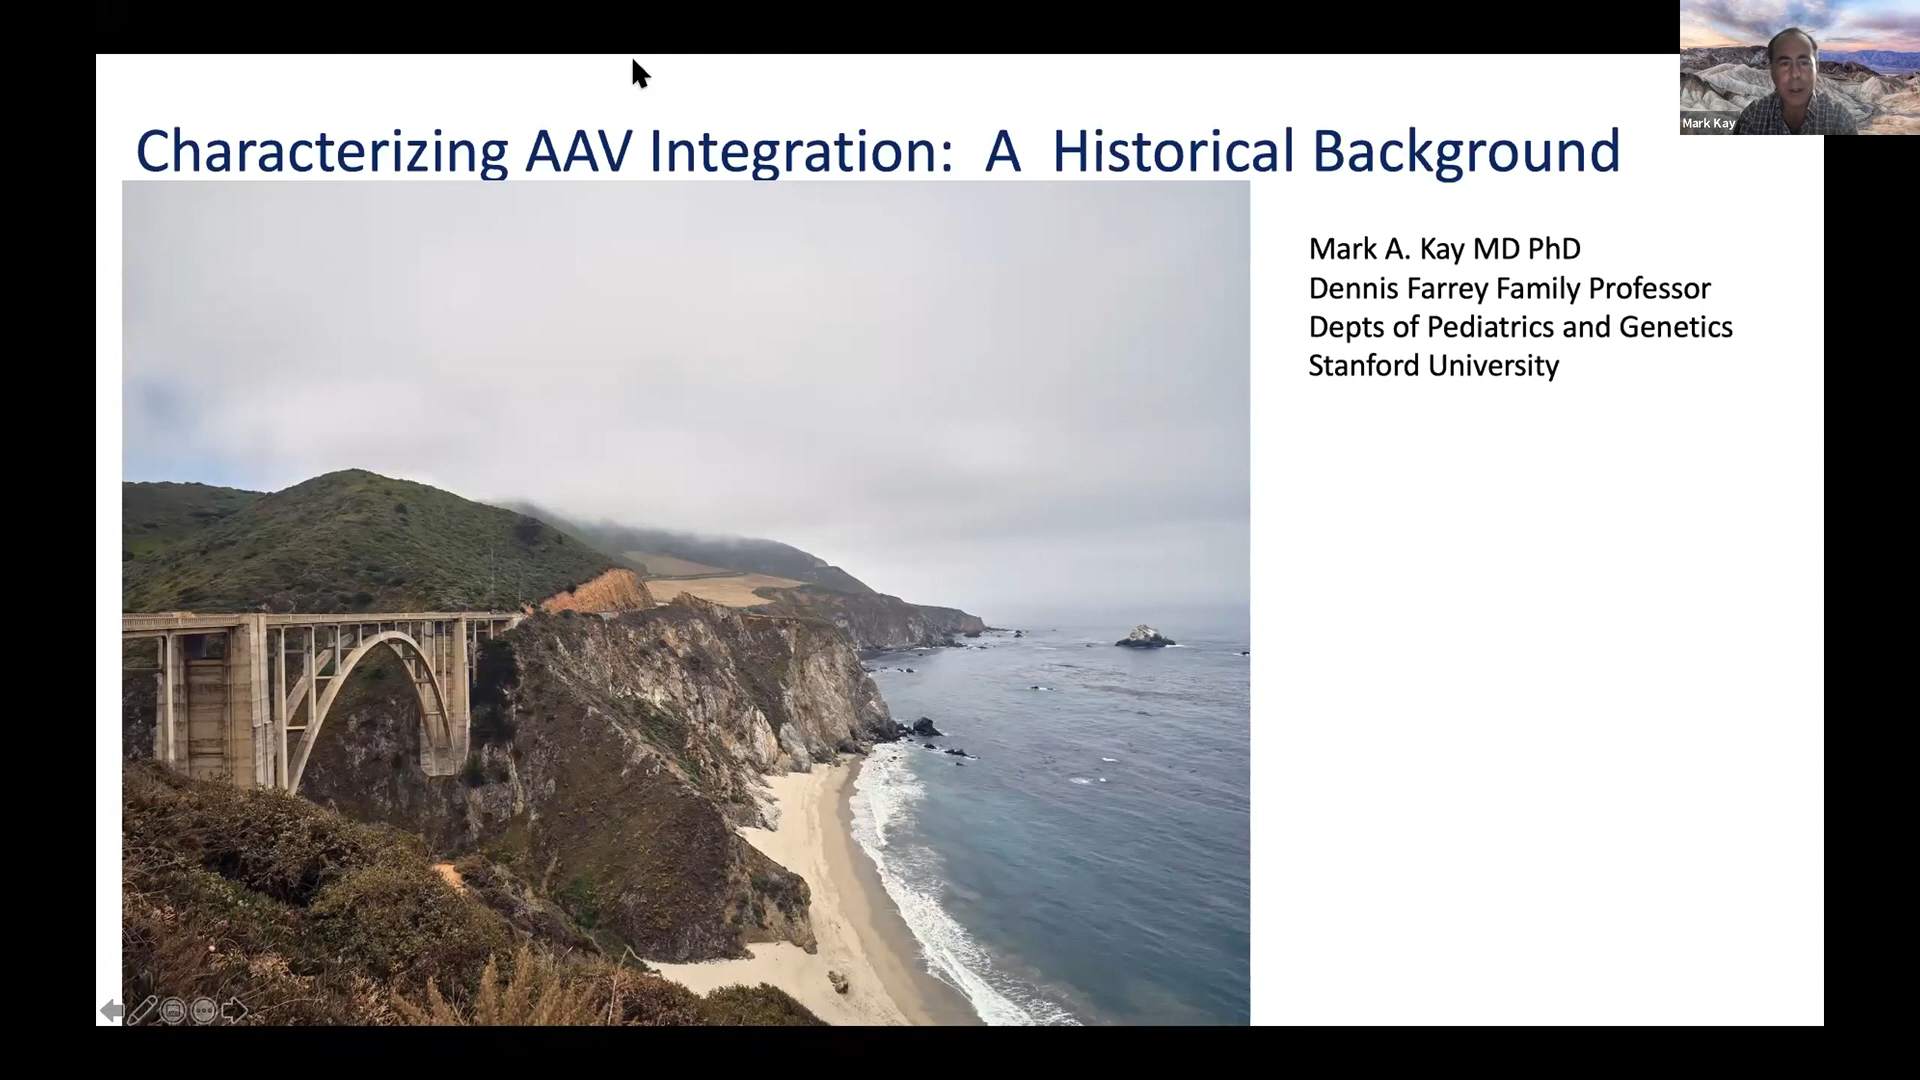 Characterizing AAV Integration:  A  Historical Background
Mark A. Kay MD PhD
Dennis Farrey Family Professor
Depts of Pediatrics and Genetics
Stanford University
Mark Kay